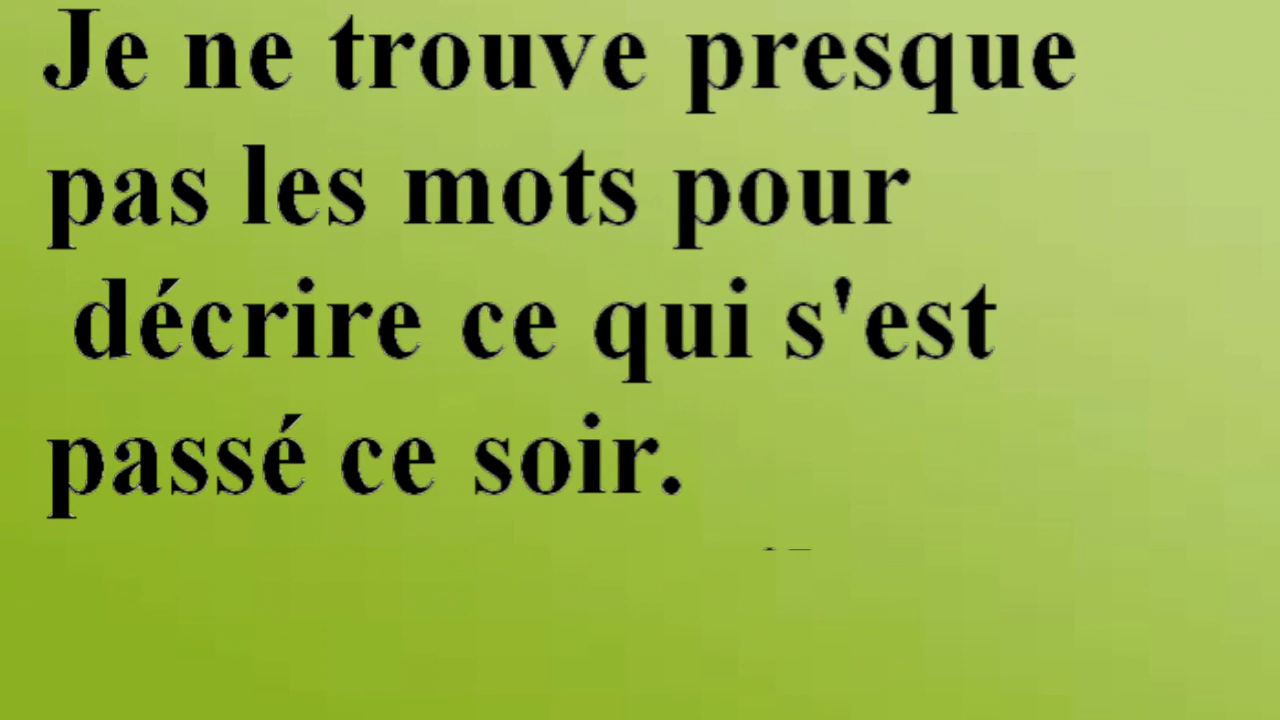 Je ne trouve presque
pas les mots pour
décrire ce qui s'est
passé ce soir.